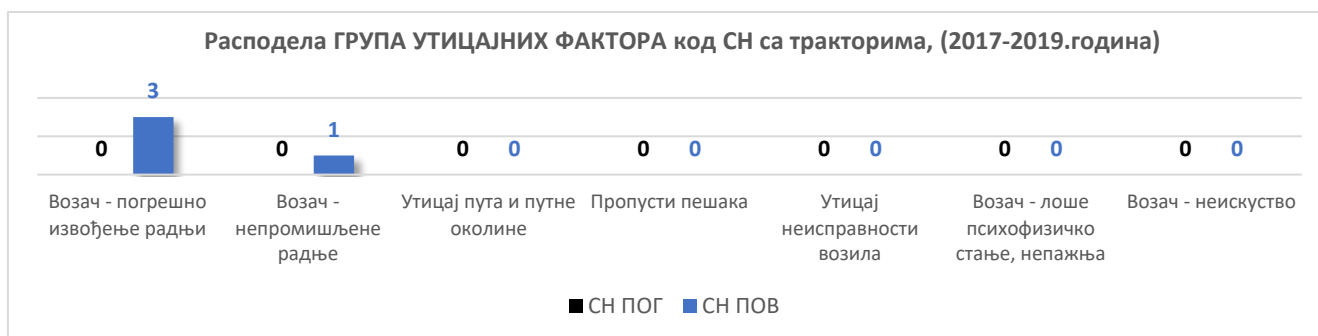 Расподела ГРУПА УТИЦАЈНИХ ФАКТОРА код СН са тракторима, (2017-2019.година)
3
1
0 0 0 0 0 0 0 0 0 0 0 0
Возач - погрешно извођење радњи
Возач - непромишљене радње
Утицај пута и путне околине
Пропусти пешака
Утицај неисправности возила
Возач - лоше психофизичко стање, непажња
Возач - неискуство
СН ПОГ СН ПОВ